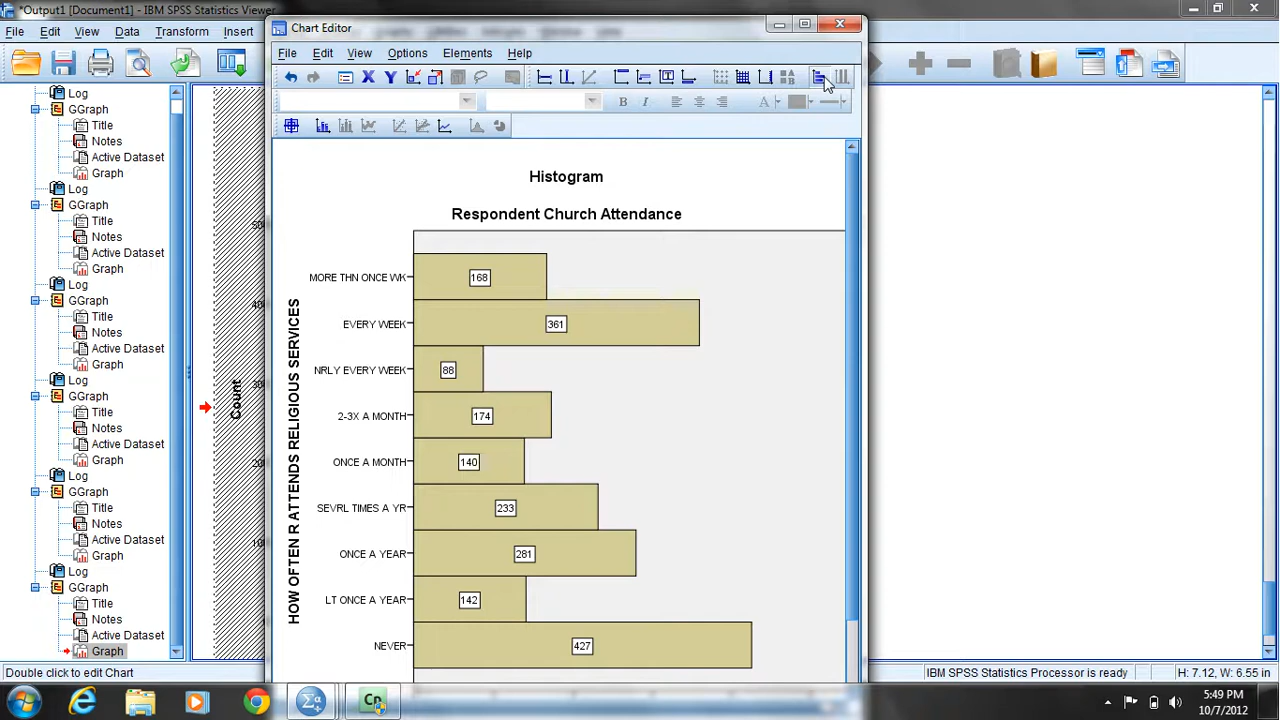 *Output1 [Document1] - IBM SPSS Statistics Viewer
File Edit View Data Transform Insert
Chart Editor
File Edit View Options Elements Help
X Y
B I A
Log
GGraph
Title
Notes
Active Dataset
Graph
Log
GGraph
Title
Notes
Active Dataset
Graph
Log
GGraph
Title
Notes
Active Dataset
Graph
Log
GGraph
Title
Notes
Active Dataset
Graph
Log
GGraph
Title
Notes
Active Dataset
Graph
Log
GGraph
Title
Notes
Active Dataset
Graph
Count
Histogram
Respondent Church Attendance
HOW OFTEN R ATTENDS RELIGIOUS SERVICES
MORE THN ONCE WK 168
EVERY WEEK 361
NRLY EVERY WEEK 88
2-3X A MONTH 174
ONCE A MONTH 140
SEVRL TIMES A YR 233
ONCE A YEAR 281
LT ONCE A YEAR 142
NEVER 427
Double click to edit Chart
IBM SPSS Statistics Processor is ready
H: 7.12, W: 6.55 in
5:49 PM
10/7/2012